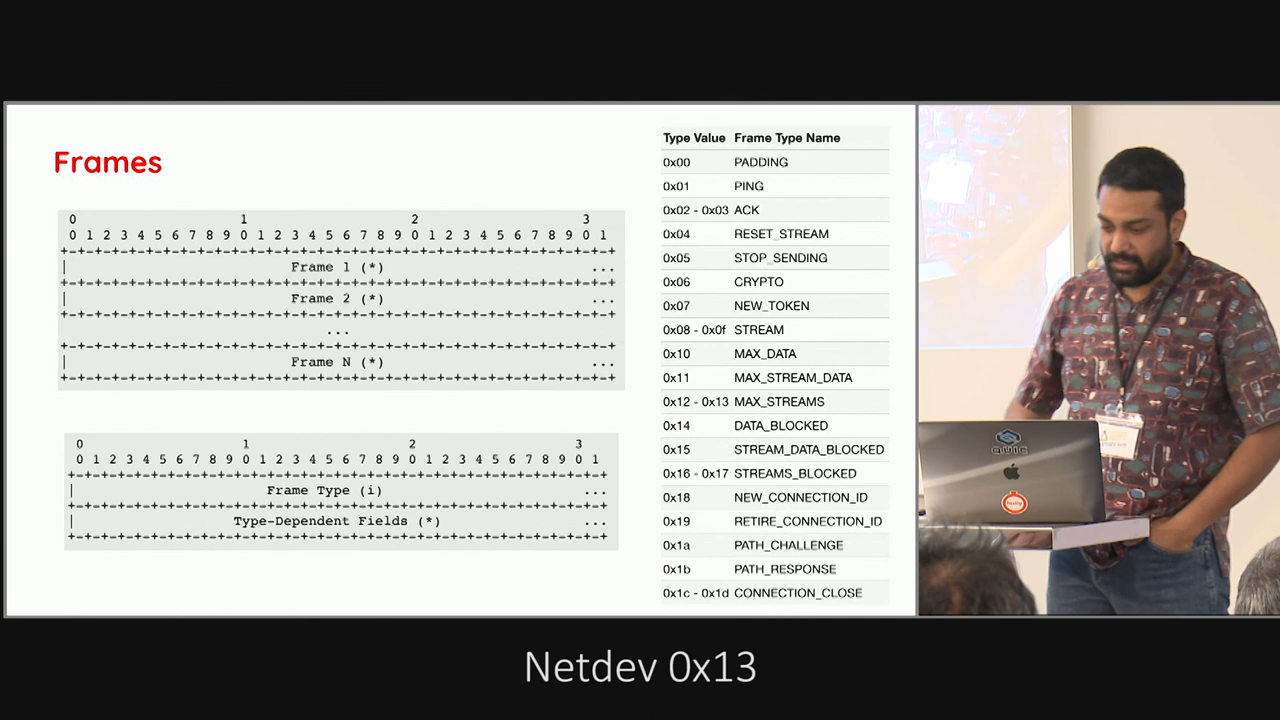 Frames
0 1 2 3
0 1 2 3 4 5 6 7 8 9 0 1 2 3 4 5 6 7 8 9 0 1 2 3 4 5 6 7 8 9 0 1
+-+-+-+-+-+-+-+-+-+-+-+-+-+-+-+-+-+-+-+-+-+-+-+-+-+-+-+-+-+-+-+-+
| Frame 1 (*) ...
+-+-+-+-+-+-+-+-+-+-+-+-+-+-+-+-+-+-+-+-+-+-+-+-+-+-+-+-+-+-+-+-+
| Frame 2 (*) ...
+-+-+-+-+-+-+-+-+-+-+-+-+-+-+-+-+-+-+-+-+-+-+-+-+-+-+-+-+-+-+-+-+
...
+-+-+-+-+-+-+-+-+-+-+-+-+-+-+-+-+-+-+-+-+-+-+-+-+-+-+-+-+-+-+-+-+
| Frame N (*) ...
+-+-+-+-+-+-+-+-+-+-+-+-+-+-+-+-+-+-+-+-+-+-+-+-+-+-+-+-+-+-+-+-+
0 1 2 3
0 1 2 3 4 5 6 7 8 9 0 1 2 3 4 5 6 7 8 9 0 1 2 3 4 5 6 7 8 9 0 1
+-+-+-+-+-+-+-+-+-+-+-+-+-+-+-+-+-+-+-+-+-+-+-+-+-+-+-+-+-+-+-+-+
| Frame Type (i) ...
+-+-+-+-+-+-+-+-+-+-+-+-+-+-+-+-+-+-+-+-+-+-+-+-+-+-+-+-+-+-+-+-+
| Type-Dependent Fields (*) ...
+-+-+-+-+-+-+-+-+-+-+-+-+-+-+-+-+-+-+-+-+-+-+-+-+-+-+-+-+-+-+-+-+
Type Value Frame Type Name
0x00 PADDING
0x01 PING
0x02 - 0x03 ACK
0x04 RESET_STREAM
0x05 STOP_SENDING
0x06 CRYPTO
0x07 NEW_TOKEN
0x08 - 0x0f STREAM
0x10 MAX_DATA
0x11 MAX_STREAM_DATA
0x12 - 0x13 MAX_STREAMS
0x14 DATA_BLOCKED
0x15 STREAM_DATA_BLOCKED
0x16 - 0x17 STREAMS_BLOCKED
0x18 NEW_CONNECTION_ID
0x19 RETIRE_CONNECTION_ID
0x1a PATH_CHALLENGE
0x1b PATH_RESPONSE
0x1c - 0x1d CONNECTION_CLOSE
QUIC
Netdev 0x13